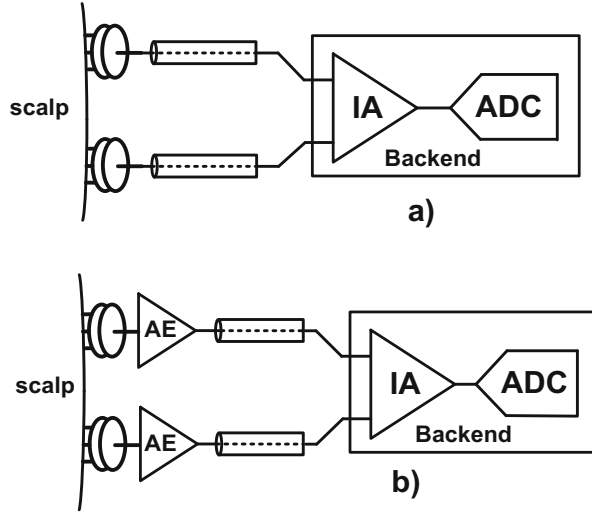 scalp
IA
ADC
Backend
a)
AE
scalp
IA
ADC
AE
Backend
b)